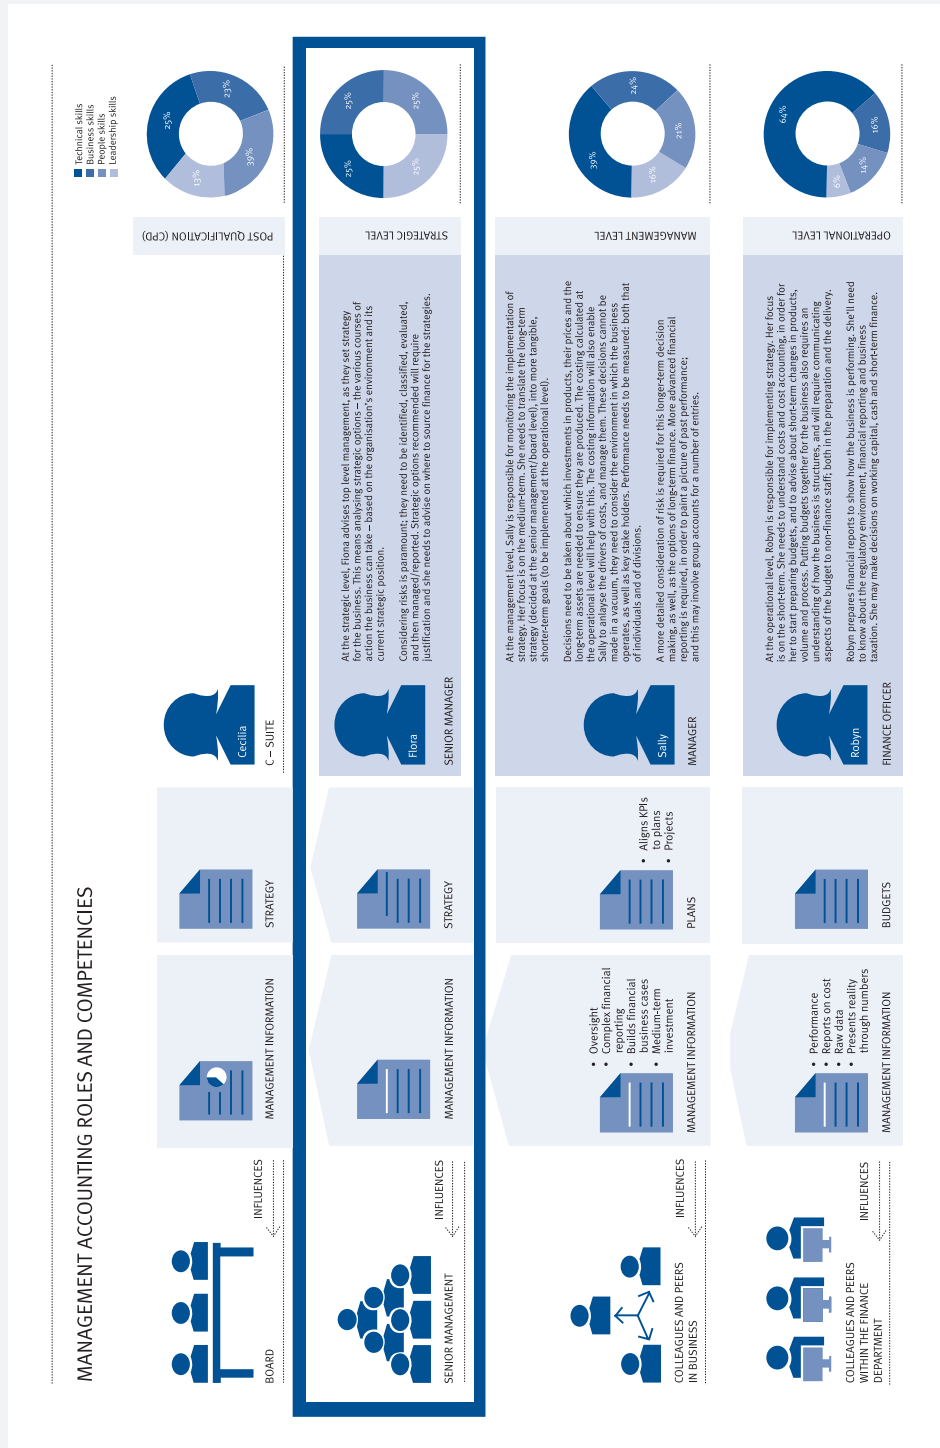 MANAGEMENT ACCOUNTING ROLES AND COMPETENCIES
Technical skills
Business skills
People skills
Leadership skills
BOARD
INFLUENCES
MANAGEMENT INFORMATION
STRATEGY
Cecilia
C – SUITE
POST QUALIFICATION (CPD)
25%
23%
39%
13%
SENIOR MANAGEMENT
INFLUENCES
MANAGEMENT INFORMATION
STRATEGY
Flora
SENIOR MANAGER
At the strategic level, Fiona advises top level management, as they set strategy
for the business. This means analysing strategic options – the various courses of
action the business can take – based on the organisation's environment and its
current strategic position.
Considering risks is paramount; they need to be identified, classified, evaluated,
and then managed/reported. Strategic options recommended will require
justification and she needs to advise on where to source finance for the strategies.
STRATEGIC LEVEL
25%
25%
25%
25%
COLLEAGUES AND PEERS
IN BUSINESS
INFLUENCES
• Oversight
• Complex financial
reporting
• Builds financial
business cases
• Medium-term
investment
MANAGEMENT INFORMATION
• Aligns KPIs
to plans
• Projects
PLANS
Sally
MANAGER
At the management level, Sally is responsible for monitoring the implementation of
strategy. Her focus is on the medium-term. She needs to translate the long-term
strategy (decided at the senior management/board level), into more tangible,
shorter-term goals (to be implemented at the operational level).
Decisions need to be taken about which investments in products, their prices and the
long-term assets are needed to ensure they are produced. The costing calculated at
the operational level will help with this. The costing information will also enable
Sally to anlayse the drivers of costs, and manage them. These decisions cannot be
made in a vacuum, they need to consider the environment in which the business
operates, as well as key stake holders. Performance needs to be measured: both that
of individuals and of divisions.
A more detailed consideration of risk is required for this longer-term decision
making, as well, as the options of long-term finance. More advanced financial
reporting is required, in order to paint a picture of past performance;
and this may involve group accounts for a number of entries.
MANAGEMENT LEVEL
39%
24%
21%
16%
COLLEAGUES AND PEERS
WITHIN THE FINANCE
DEPARTMENT
INFLUENCES
• Performance
• Reports on cost
• Raw data
• Presents reality
through numbers
MANAGEMENT INFORMATION
BUDGETS
Robyn
FINANCE OFFICER
At the operational level, Robyn is responsible for implementing strategy. Her focus
is on the short-term. She needs to understand costs and cost accounting, in order for
her to start preparing budgets, and to advise about short-term changes in products,
volume and process. Putting budgets together for the business also requires an
understanding of how the business is structures, and will require communicating
aspects of the budget to non-finance staff; both in the preparation and the delivery.
Robyn prepares financial reports to show how the business is performing. She'll need
to know about the regulatory environment, financial reporting and business
taxation. She may make decisions on working capital, cash and short-term finance.
OPERATIONAL LEVEL
64%
16%
14%
6%